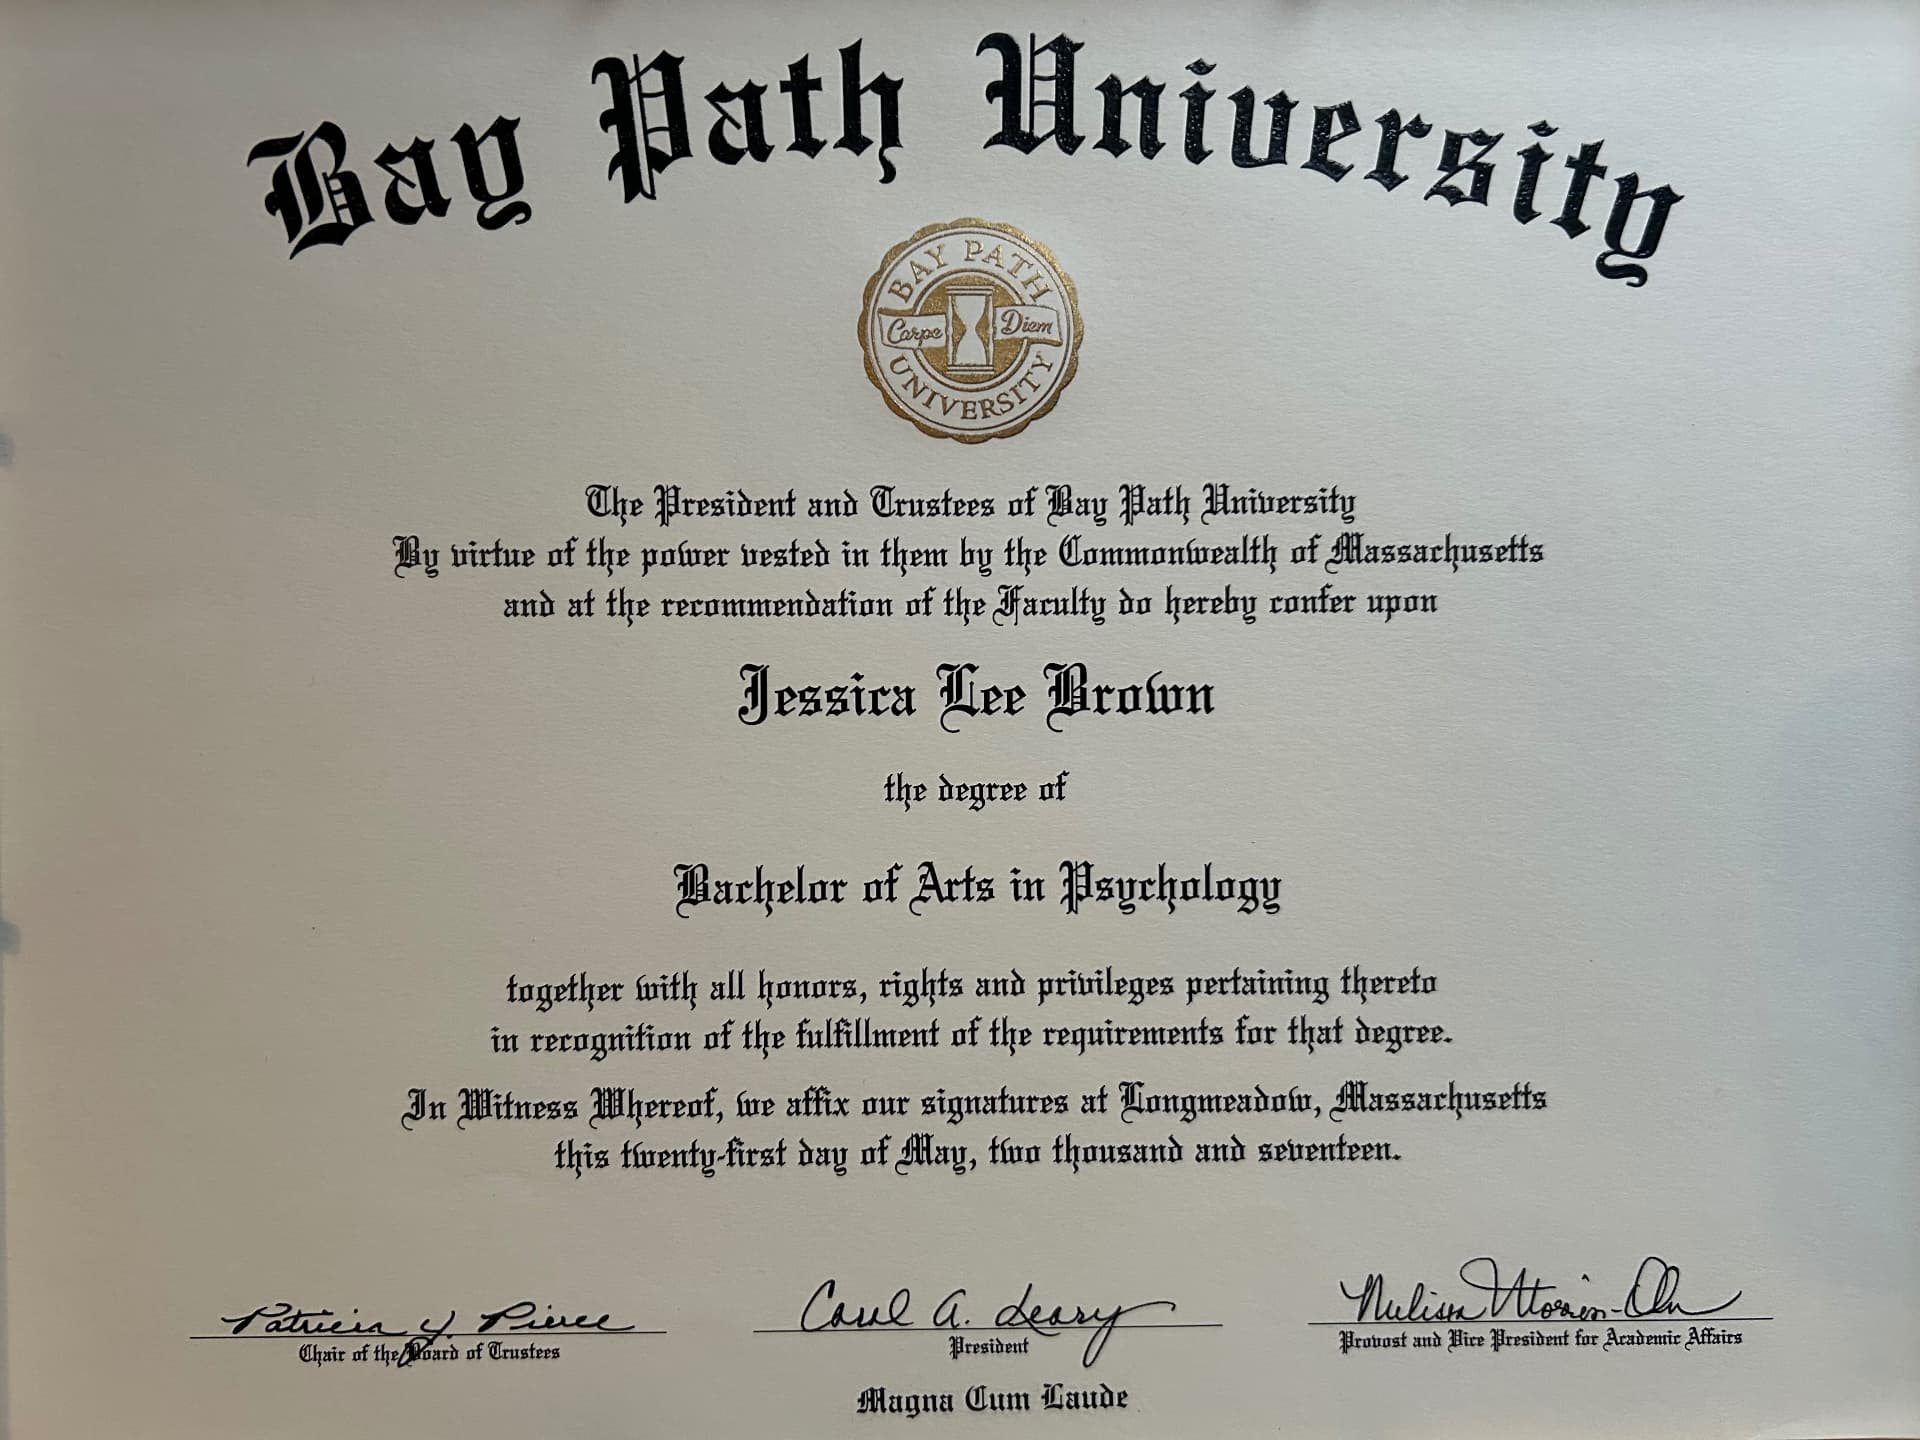 Bay Path University
BAY PATH
Carpe Diem
UNIVERSITY
The President and Trustees of Bay Path University
By virtue of the power vested in them by the Commonwealth of Massachusetts
and at the recommendation of the Faculty do hereby confer upon
Jessica Lee Brown
the degree of
Bachelor of Arts in Psychology
together with all honors, rights and privileges pertaining thereto
in recognition of the fulfillment of the requirements for that degree.
In Witness Whereof, we affix our signatures at Longmeadow, Massachusetts
this twenty-first day of May, two thousand and seventeen.
Patricia J. Pierce
Chair of the Board of Trustees
Carol A. Leary
President
Melissa Morriss-Olson
Provost and Vice President for Academic Affairs
Magna Cum Laude